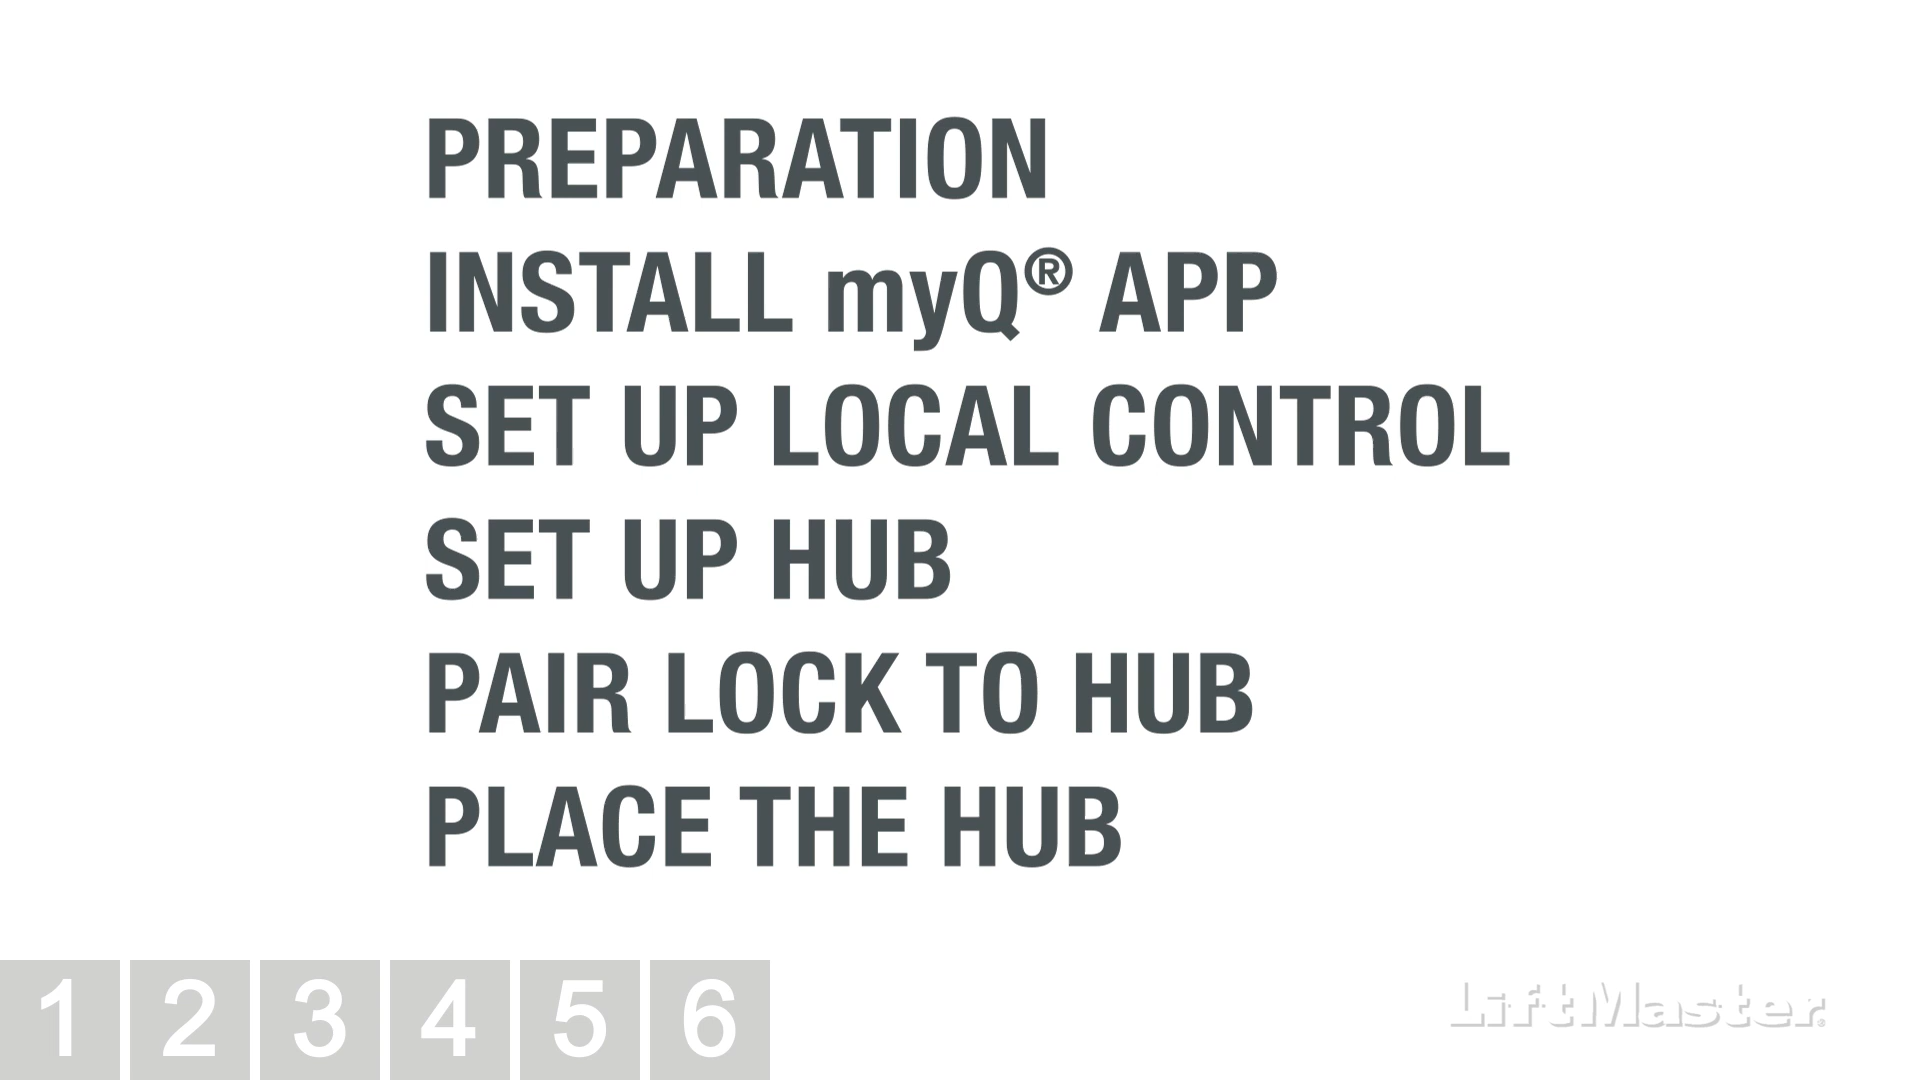 PREPARATION
INSTALL myQ® APP
SET UP LOCAL CONTROL
SET UP HUB
PAIR LOCK TO HUB
PLACE THE HUB
1 2 3 4 5 6
LiftMaster®